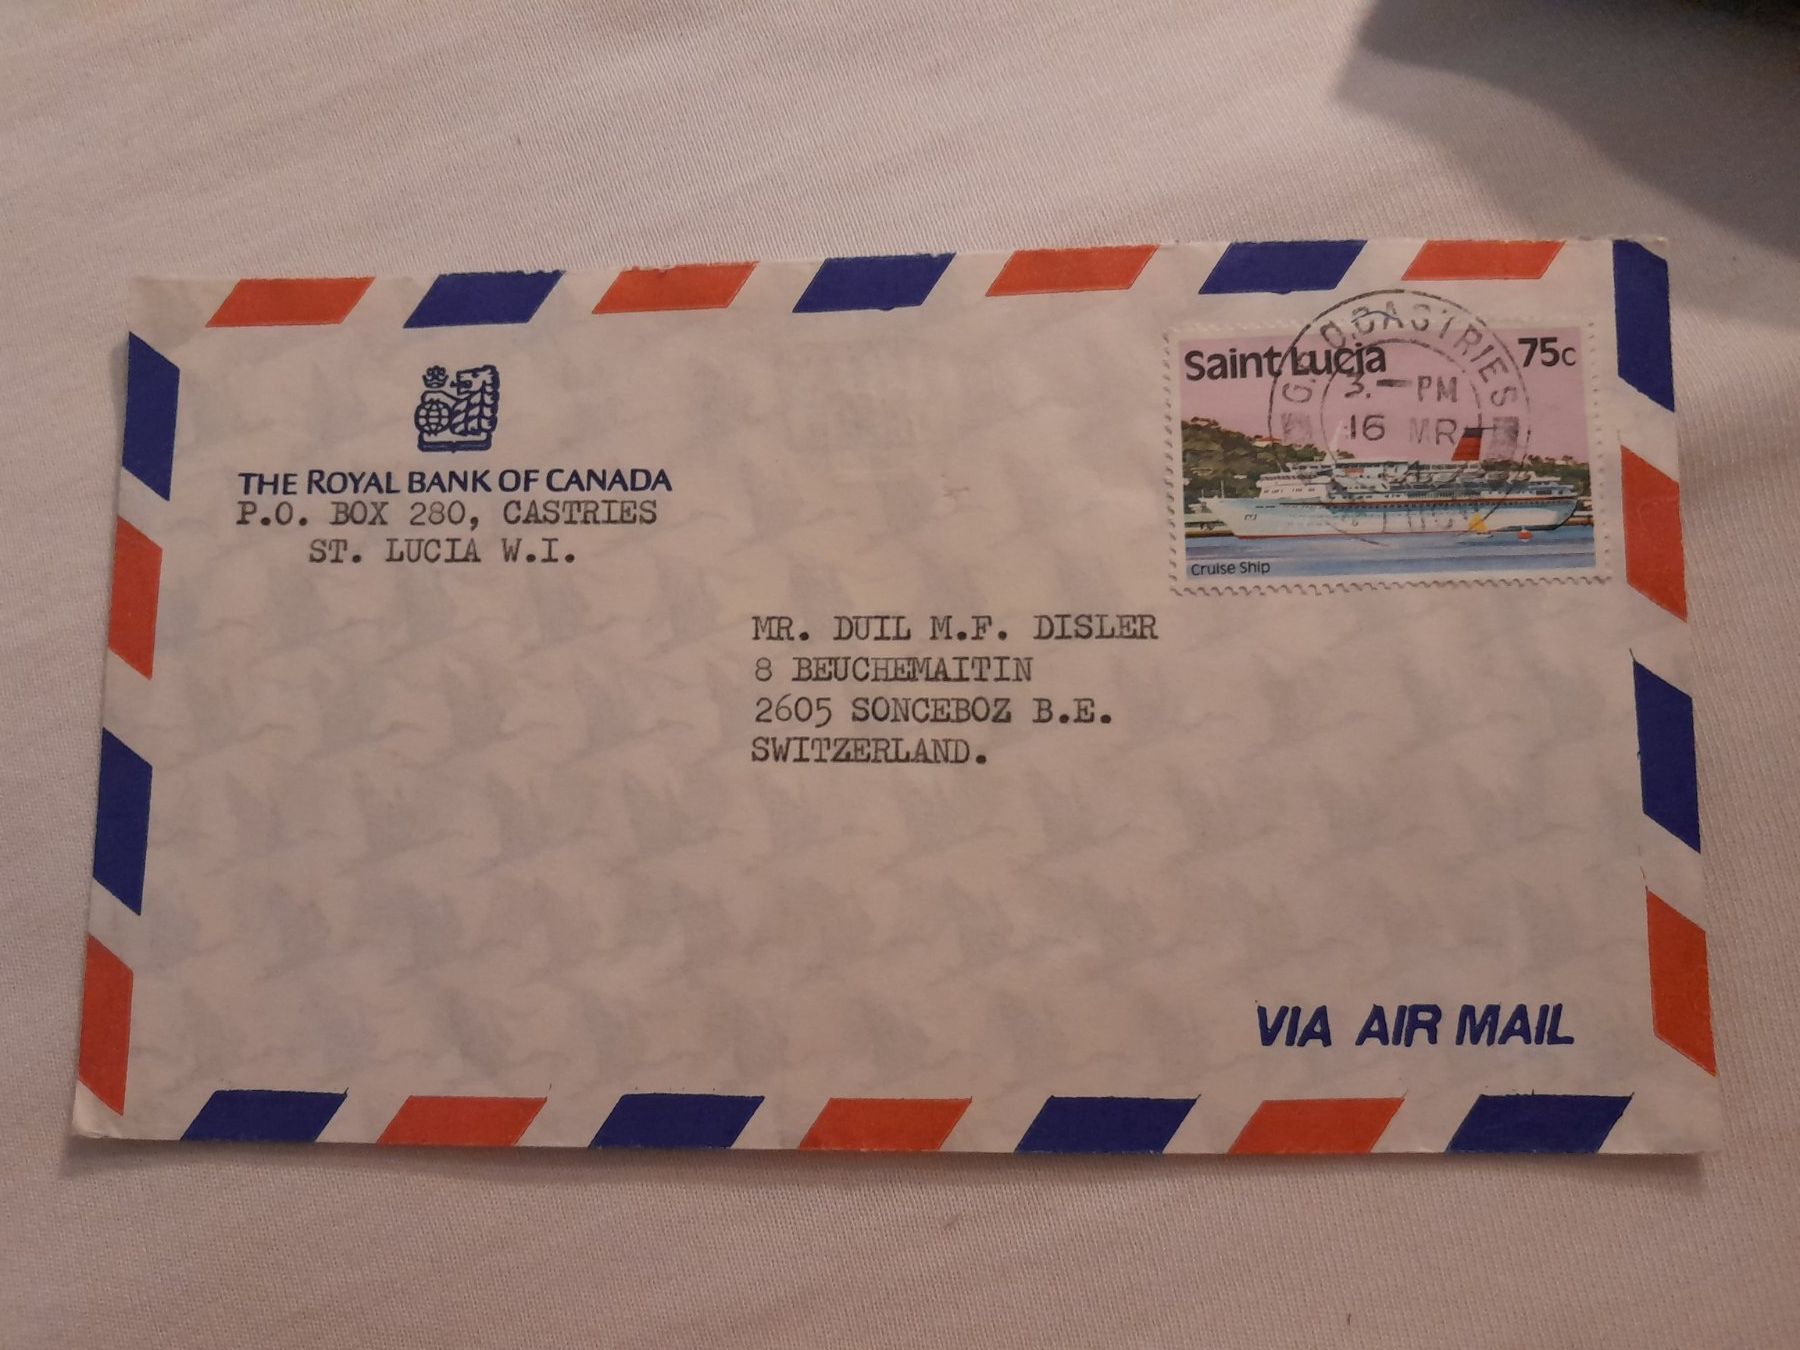 THE ROYAL BANK OF CANADA
P.O. BOX 280, CASTRIES
ST. LUCIA W.I.
Saint Lucia 75c
G.P.O. CASTRIES
3. — PM
16 MR
Cruise Ship
MR. DUIL M.F. DISLER
8 BEUCHEMAITIN
2605 SONCEBOZ B.E.
SWITZERLAND.
VIA AIR MAIL